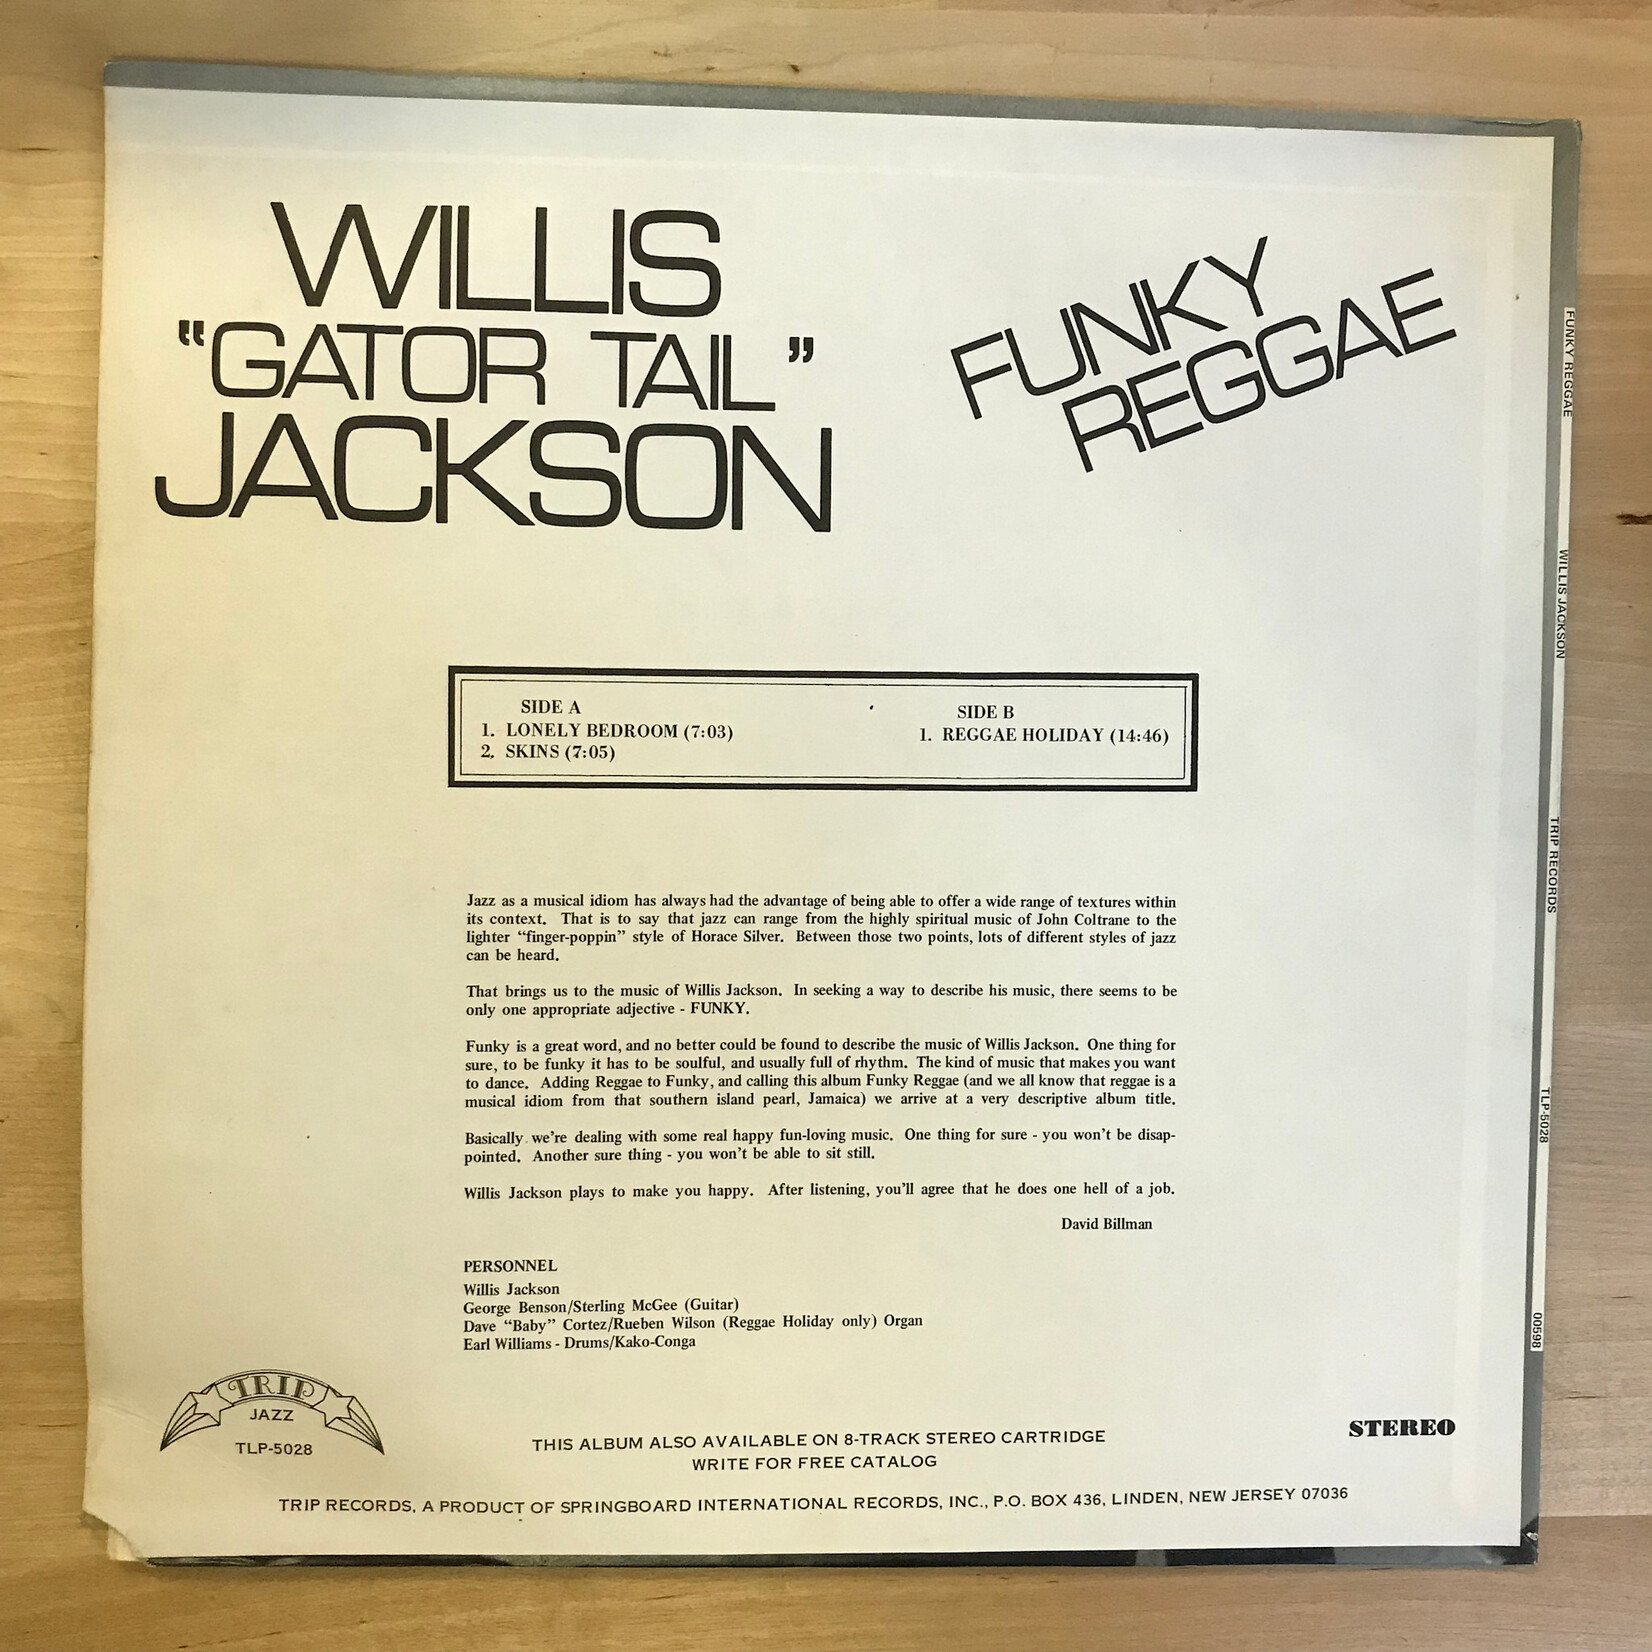 WILLIS
“GATOR TAIL”
JACKSON
FUNKY
REGGAE
SIDE A
1. LONELY BEDROOM (7:03)
2. SKINS (7:05)
SIDE B
1. REGGAE HOLIDAY (14:46)
Jazz as a musical idiom has always had the advantage of being able to offer a wide range of textures within
its context. That is to say that jazz can range from the highly spiritual music of John Coltrane to the
lighter “finger-poppin” style of Horace Silver. Between those two points, lots of different styles of jazz
can be heard.
That brings us to the music of Willis Jackson. In seeking a way to describe his music, there seems to be
only one appropriate adjective - FUNKY.
Funky is a great word, and no better could be found to describe the music of Willis Jackson. One thing for
sure, to be funky it has to be soulful, and usually full of rhythm. The kind of music that makes you want
to dance. Adding Reggae to Funky, and calling this album Funky Reggae (and we all know that reggae is a
musical idiom from that southern island pearl, Jamaica) we arrive at a very descriptive album title.
Basically we’re dealing with some real happy fun-loving music. One thing for sure - you won’t be disap-
pointed. Another sure thing - you won’t be able to sit still.
Willis Jackson plays to make you happy. After listening, you’ll agree that he does one hell of a job.
David Billman
PERSONNEL
Willis Jackson
George Benson/Sterling McGee (Guitar)
Dave “Baby” Cortez/Rueben Wilson (Reggae Holiday only) Organ
Earl Williams - Drums/Kako-Conga
TRIP
JAZZ
TLP-5028
THIS ALBUM ALSO AVAILABLE ON 8-TRACK STEREO CARTRIDGE
WRITE FOR FREE CATALOG
STEREO
TRIP RECORDS, A PRODUCT OF SPRINGBOARD INTERNATIONAL RECORDS, INC., P.O. BOX 436, LINDEN, NEW JERSEY 07036
FUNKY REGGAE
WILLIS JACKSON
TRIP RECORDS
TLP-5028
00598